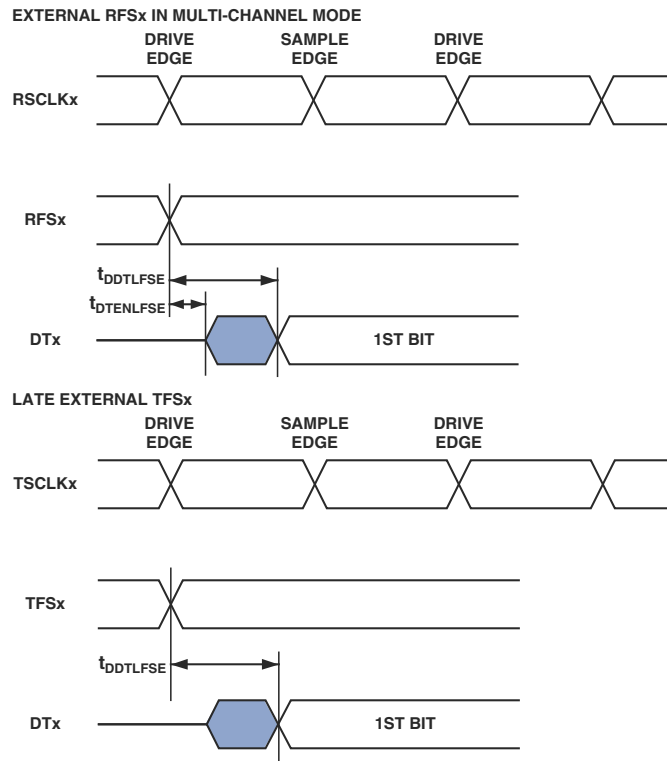 EXTERNAL RFSx IN MULTI-CHANNEL MODE
DRIVE EDGE
SAMPLE EDGE
DRIVE EDGE
RSCLKx
RFSx
tDDTLFSE
tDTENLFSE
DTx
1ST BIT
LATE EXTERNAL TFSx
DRIVE EDGE
SAMPLE EDGE
DRIVE EDGE
TSCLKx
TFSx
tDDTLFSE
DTx
1ST BIT